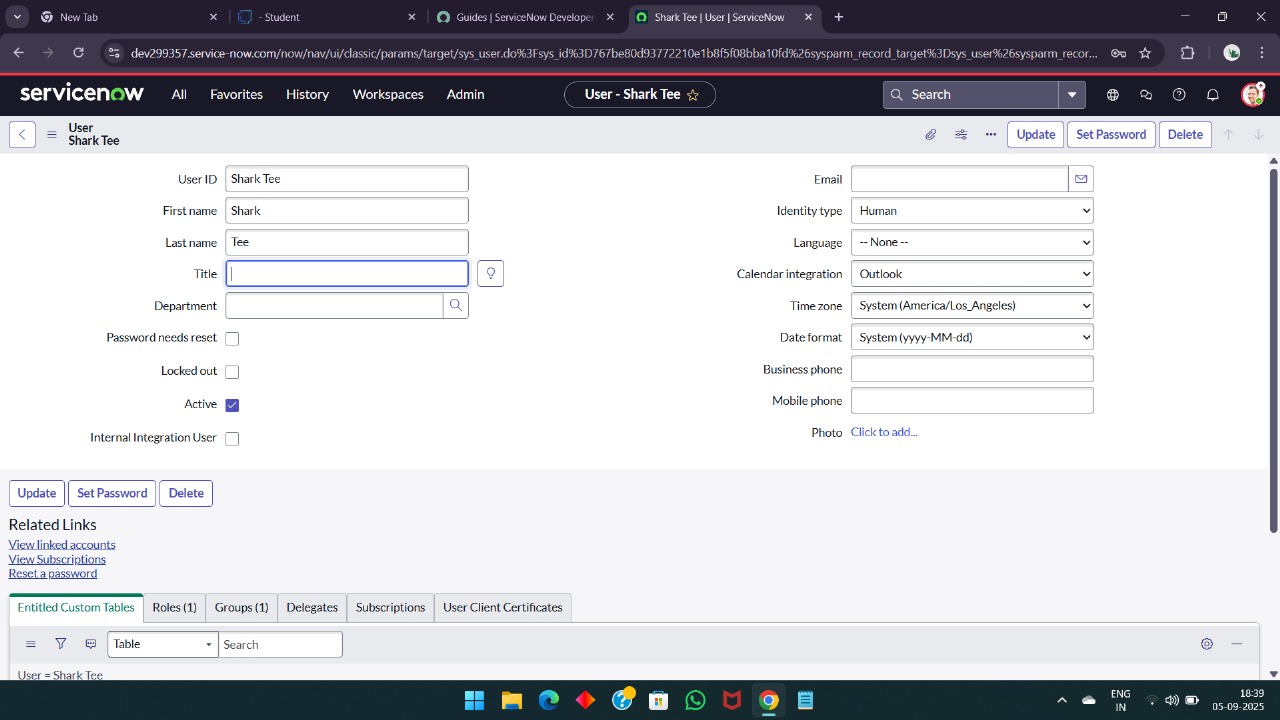 New Tab
- Student
Guides | ServiceNow Developer
Shark Tee | User | ServiceNow
dev299357.service-now.com/now/nav/ui/classic/params/target/sys_user.do%3Fsys_id%3D767be80d93772210e1b8f5f08bba10fd%26sysparm_record_target%3Dsys_user%26sysparm_recor...
servicenow All Favorites History Workspaces Admin User - Shark Tee Search
User
Shark Tee
Update Set Password Delete
User ID Shark Tee
Email
First name Shark
Identity type Human
Last name Tee
Language -- None --
Title
Calendar integration Outlook
Department
Time zone System (America/Los_Angeles)
Password needs reset
Date format System (yyyy-MM-dd)
Locked out
Business phone
Active
Mobile phone
Internal Integration User
Photo Click to add...
Update Set Password Delete
Related Links
View linked accounts
View Subscriptions
Reset a password
Entitled Custom Tables Roles (1) Groups (1) Delegates Subscriptions User Client Certificates
Table Search
User = Shark Tee
ENG
IN
18:39
05-09-2025